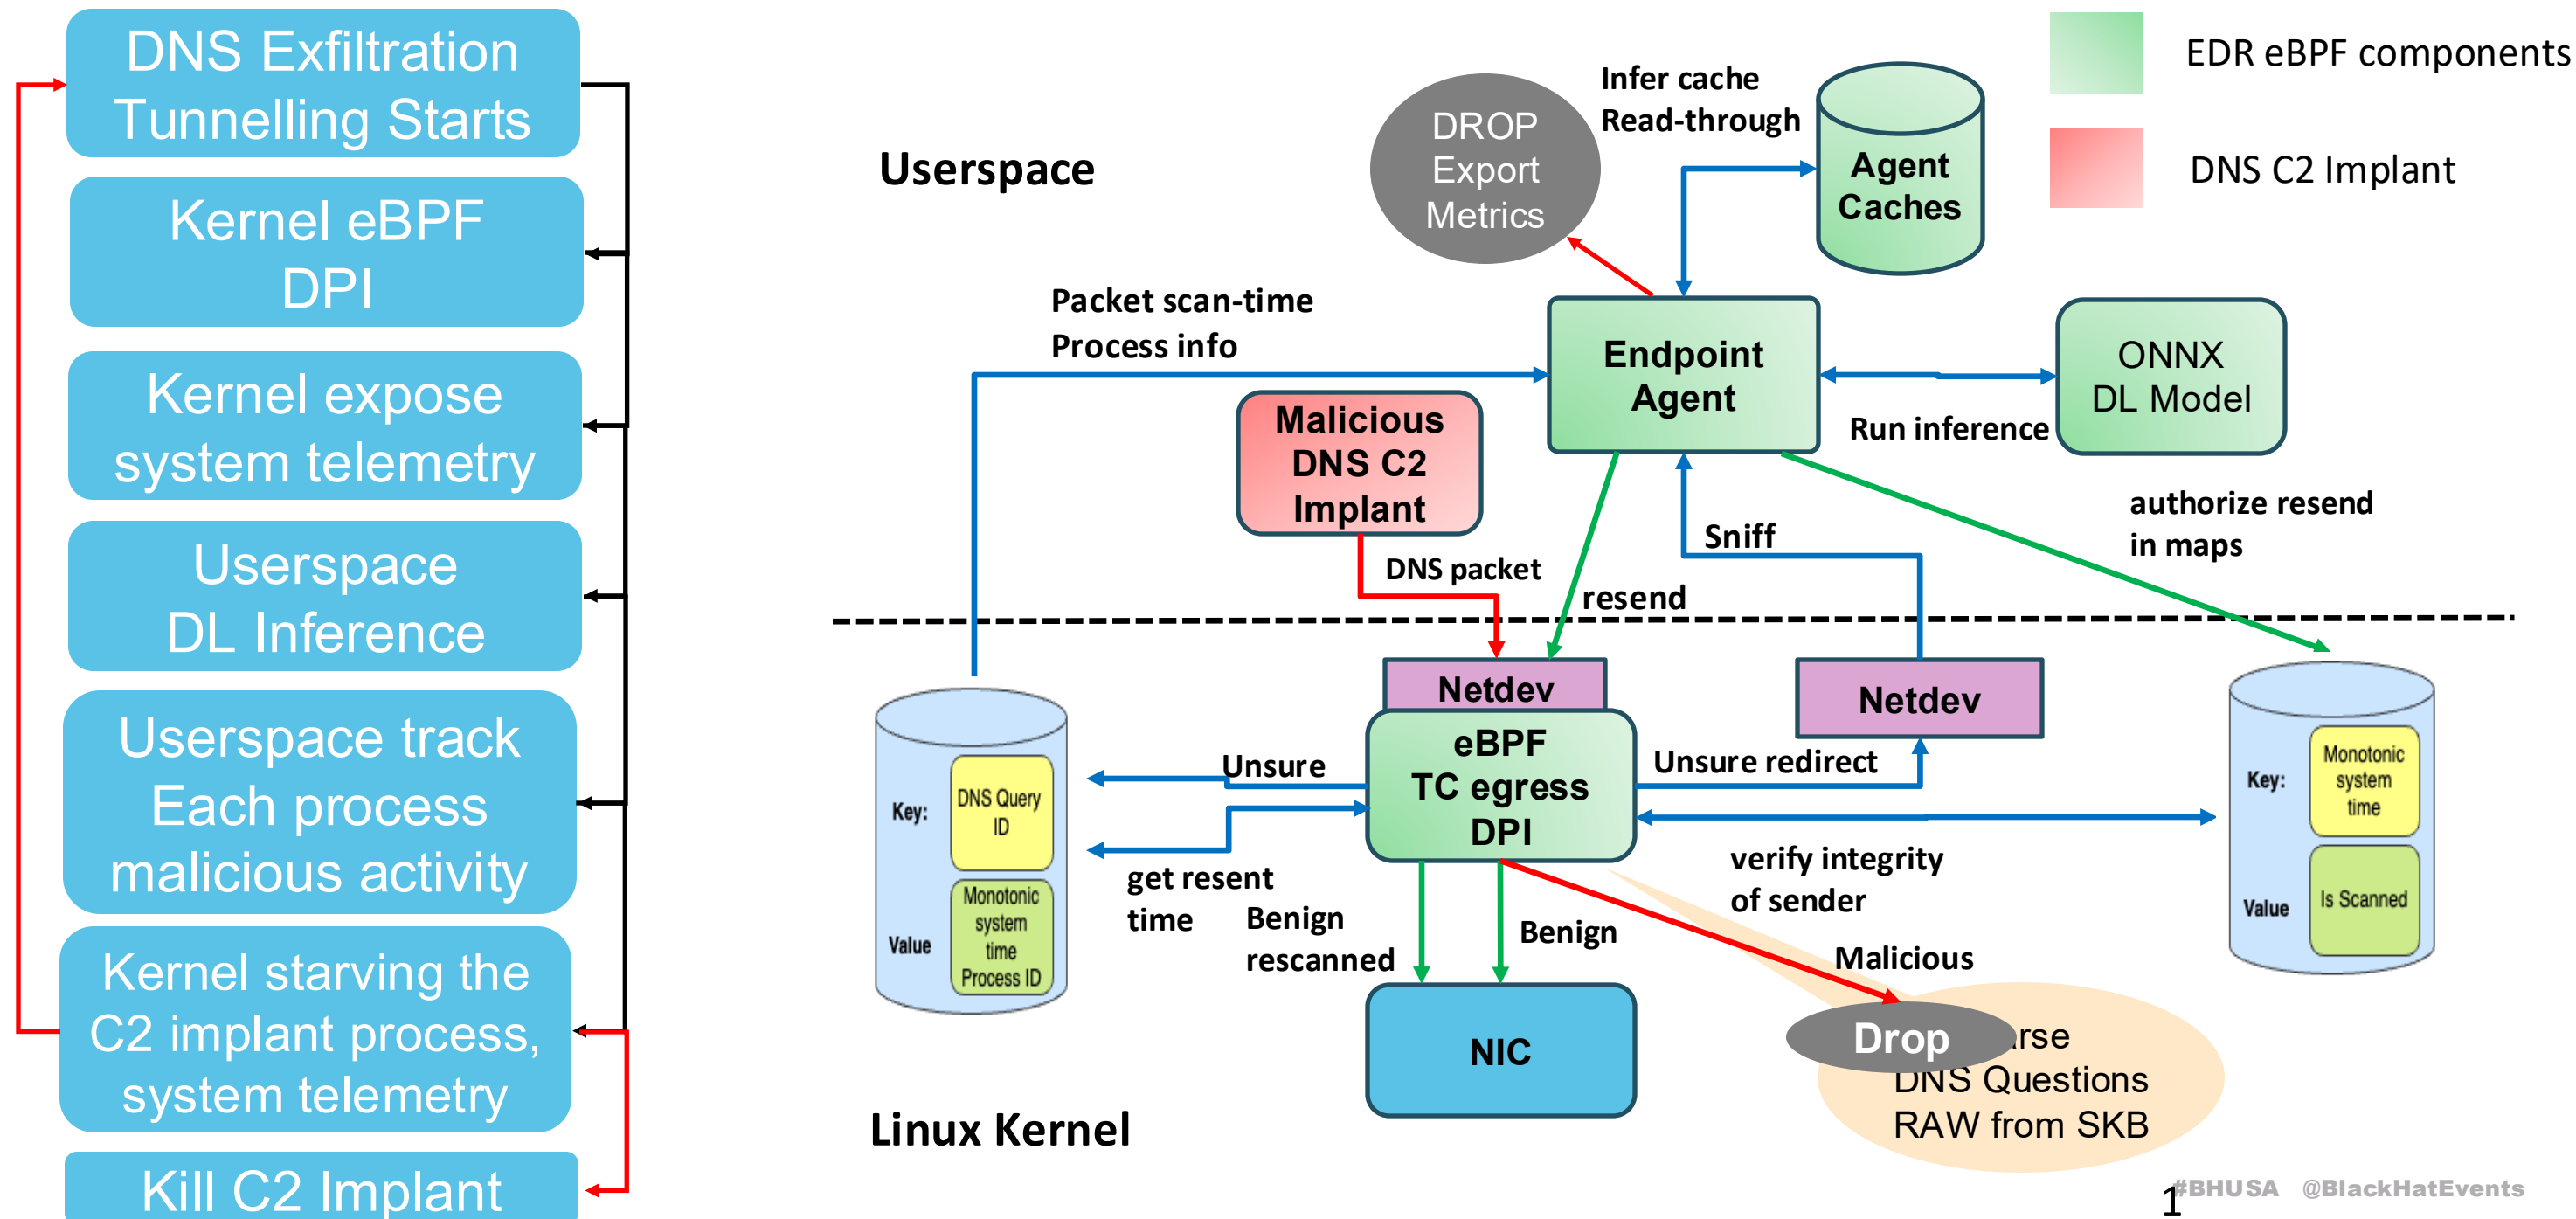 DNS Exfiltration
Tunnelling Starts
Kernel eBPF
DPI
Kernel expose
system telemetry
Userspace
DL Inference
Userspace track
Each process
malicious activity
Kernel starving the
C2 implant process,
system telemetry
Kill C2 Implant
Userspace
DROP
Export
Metrics
Infer cache
Read-through
Agent
Caches
EDR eBPF components
DNS C2 Implant
Packet scan-time
Process info
Endpoint
Agent
ONNX
DL Model
Run inference
Malicious
DNS C2
Implant
DNS packet
resend
Sniff
authorize resend
in maps
Netdev
Netdev
eBPF
TC egress
DPI
Unsure
Unsure redirect
Key:
DNS Query
ID
Value
Monotonic
system
time
Process ID
get resent
time
Benign
rescanned
Benign
verify integrity
of sender
Malicious
Key:
Monotonic
system
time
Value
Is Scanned
NIC
Drop
DNS Questions
RAW from SKB
Linux Kernel
1
#BHUSA @BlackHatEvents